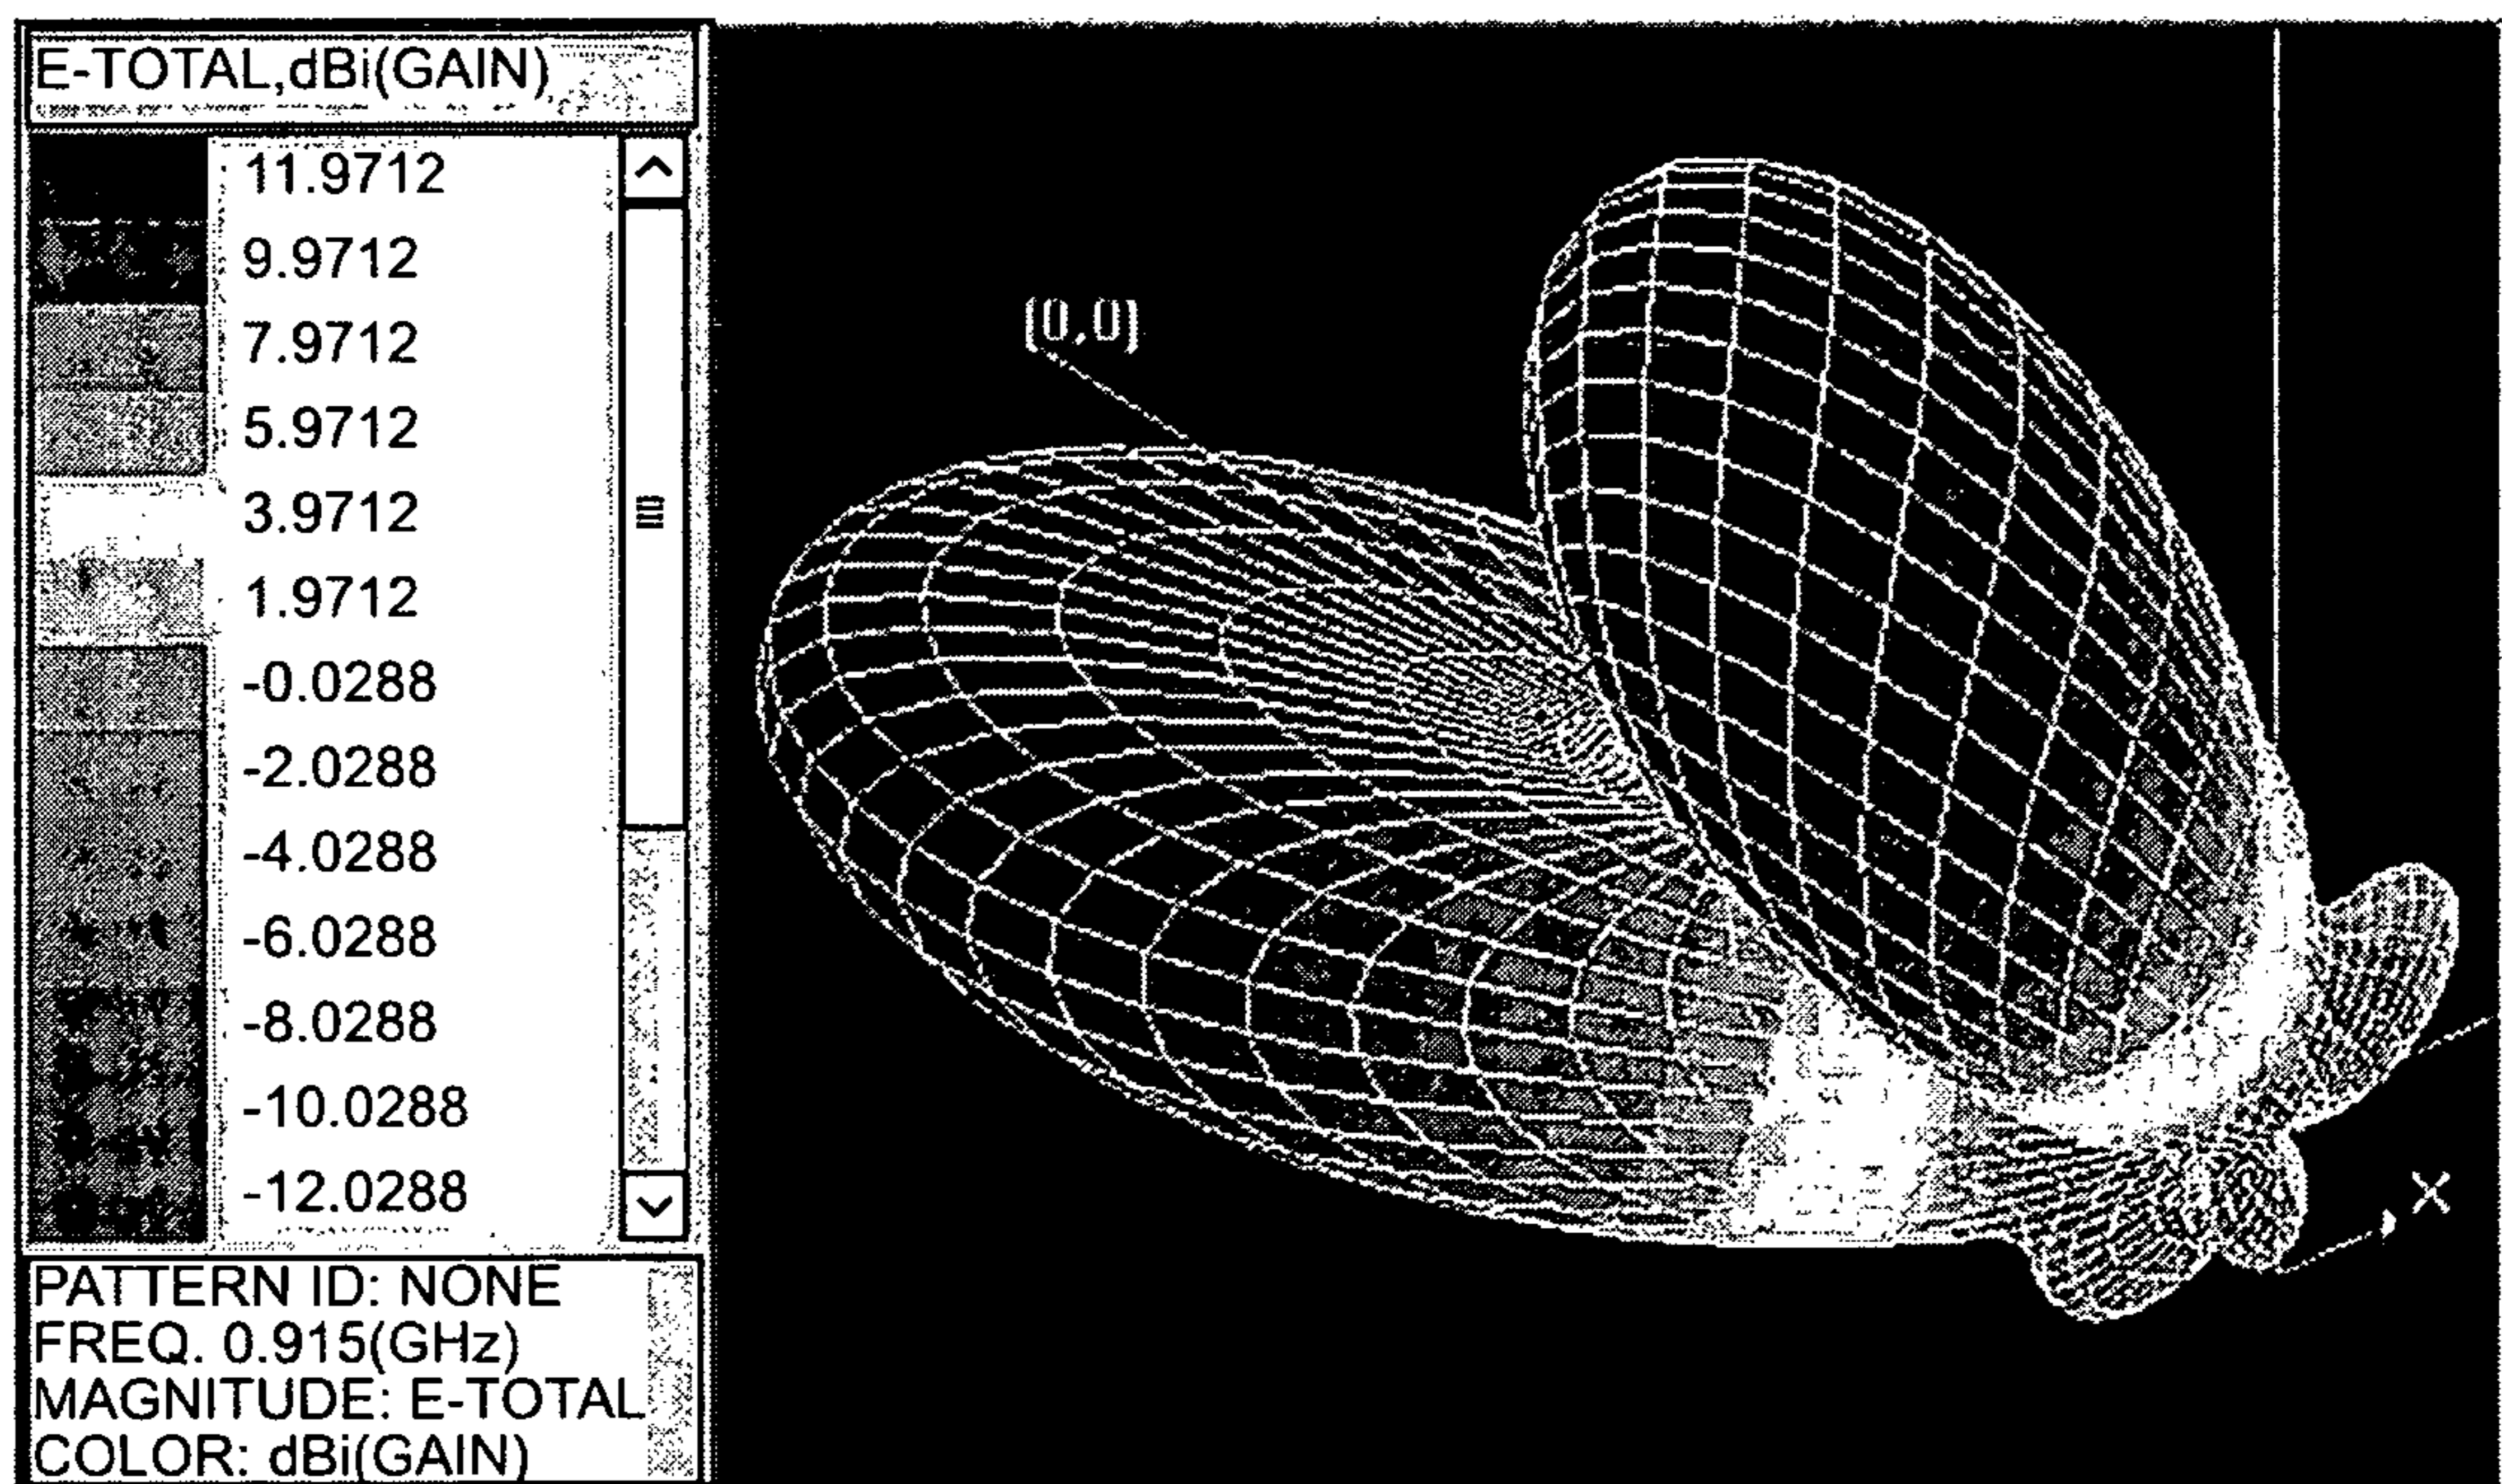 E-TOTAL,dBi(GAIN)
11.9712
9.9712
7.9712
5.9712
3.9712
1.9712
-0.0288
-2.0288
-4.0288
-6.0288
-8.0288
-10.0288
-12.0288
PATTERN ID: NONE
FREQ. 0.915(GHz)
MAGNITUDE: E-TOTAL
COLOR: dBi(GAIN)
(0,0)
X